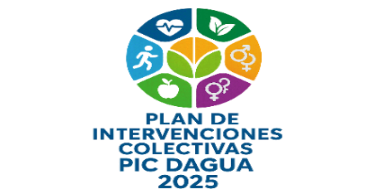 PLAN DE
INTERVENCIONES
COLECTIVAS
PIC DAGUA
2025